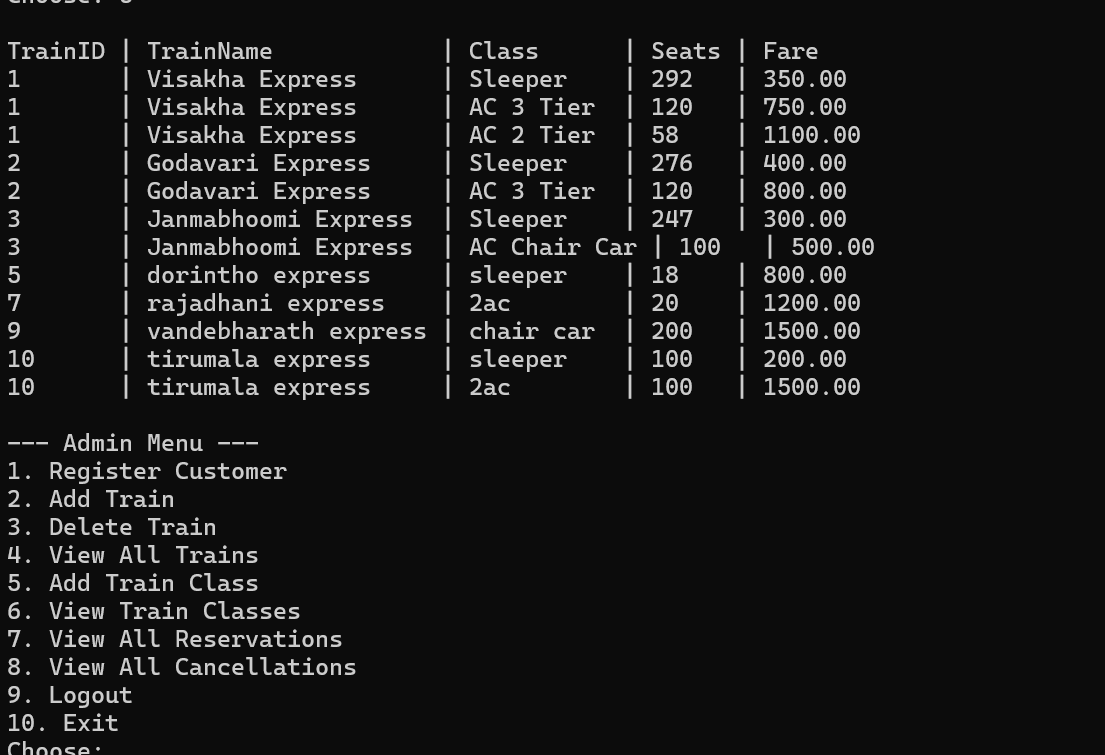 Choose:
TrainID | TrainName            | Class       | Seats | Fare
1       | Visakha Express      | Sleeper     | 292   | 350.00
1       | Visakha Express      | AC 3 Tier   | 120   | 750.00
1       | Visakha Express      | AC 2 Tier   | 58    | 1100.00
2       | Godavari Express     | Sleeper     | 276   | 400.00
2       | Godavari Express     | AC 3 Tier   | 120   | 800.00
3       | Janmabhoomi Express  | Sleeper     | 247   | 300.00
3       | Janmabhoomi Express  | AC Chair Car | 100   | 500.00
5       | dorintho express     | sleeper     | 18    | 800.00
7       | rajadhani express    | 2ac         | 20    | 1200.00
9       | vandebharath express | chair car   | 200   | 1500.00
10      | tirumala express     | sleeper     | 100   | 200.00
10      | tirumala express     | 2ac         | 100   | 1500.00
--- Admin Menu ---
1. Register Customer
2. Add Train
3. Delete Train
4. View All Trains
5. Add Train Class
6. View Train Classes
7. View All Reservations
8. View All Cancellations
9. Logout
10. Exit
Choose: